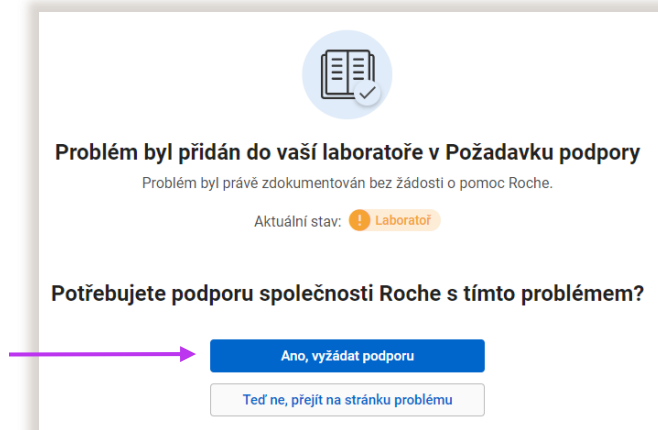 Problém byl přidán do vaší laboratoře v Požadavku podpory
Problém byl právě zdokumentován bez žádosti o pomoc Roche.
Aktuální stav: ! Laboratoř
Potřebujete podporu společnosti Roche s tímto problémem?
Ano, vyžádat podporu
Teď ne, přejít na stránku problému